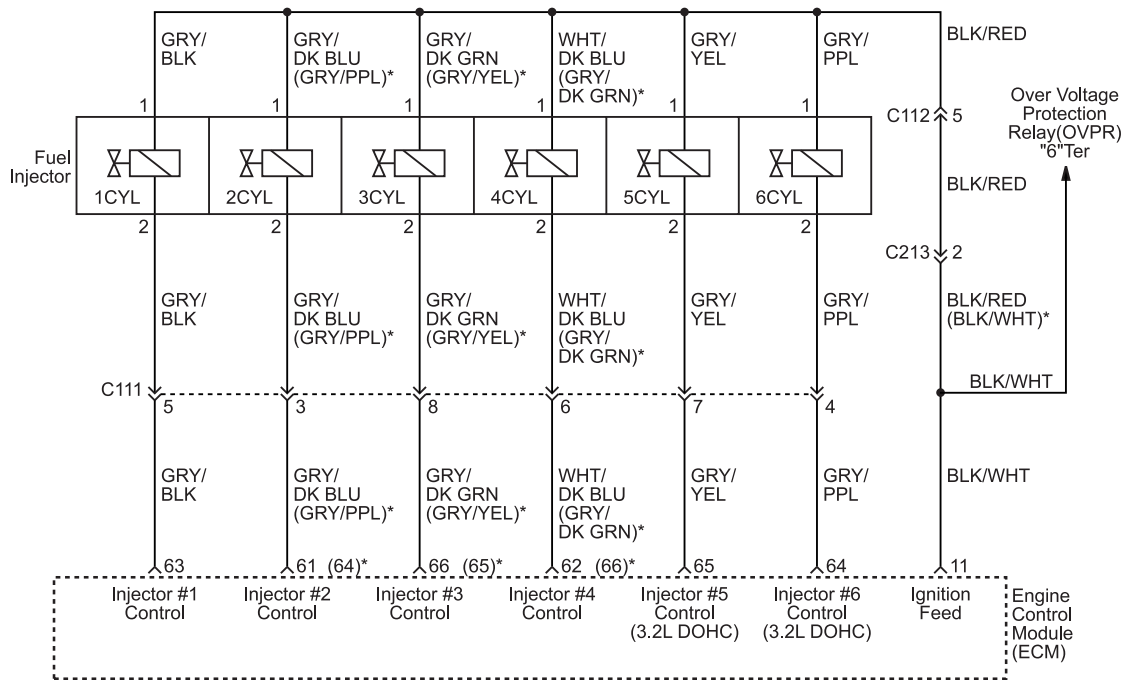 GRY/
BLK
GRY/
DK BLU
(GRY/PPL)*
GRY/
DK GRN
(GRY/YEL)*
WHT/
DK BLU
(GRY/
DK GRN)*
GRY/
YEL
GRY/
PPL
BLK/RED
1
1
1
1
1
1
C112
5
Over Voltage
Protection
Relay(OVPR)
"6"Ter
Fuel
Injector
1CYL
2CYL
3CYL
4CYL
5CYL
6CYL
BLK/RED
2
2
2
2
2
2
C213
2
GRY/
BLK
GRY/
DK BLU
(GRY/PPL)*
GRY/
DK GRN
(GRY/YEL)*
WHT/
DK BLU
(GRY/
DK GRN)*
GRY/
YEL
GRY/
PPL
BLK/RED
(BLK/WHT)*
BLK/WHT
C111
5
3
8
6
7
4
GRY/
BLK
GRY/
DK BLU
(GRY/PPL)*
GRY/
DK GRN
(GRY/YEL)*
WHT/
DK BLU
(GRY/
DK GRN)*
GRY/
YEL
GRY/
PPL
BLK/WHT
63
61 (64)*
66 (65)*
62 (66)*
65
64
11
Injector #1
Control
Injector #2
Control
Injector #3
Control
Injector #4
Control
Injector #5
Control
(3.2L DOHC)
Injector #6
Control
(3.2L DOHC)
Ignition
Feed
Engine
Control
Module
(ECM)